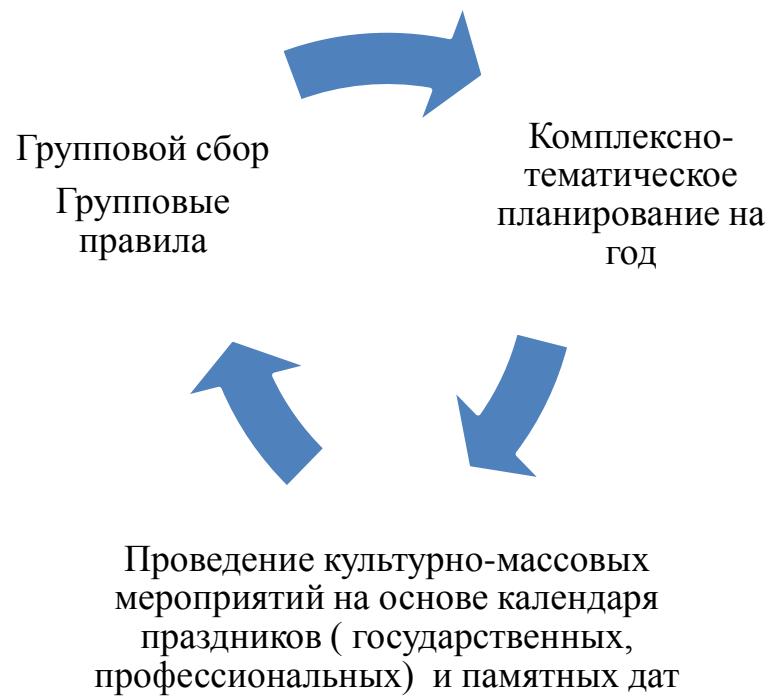 Групповой сбор
Групповые
правила
Комплексно-
тематическое
планирование на
год
Проведение культурно-массовых
мероприятий на основе календаря
праздников ( государственных,
профессиональных)  и памятных дат